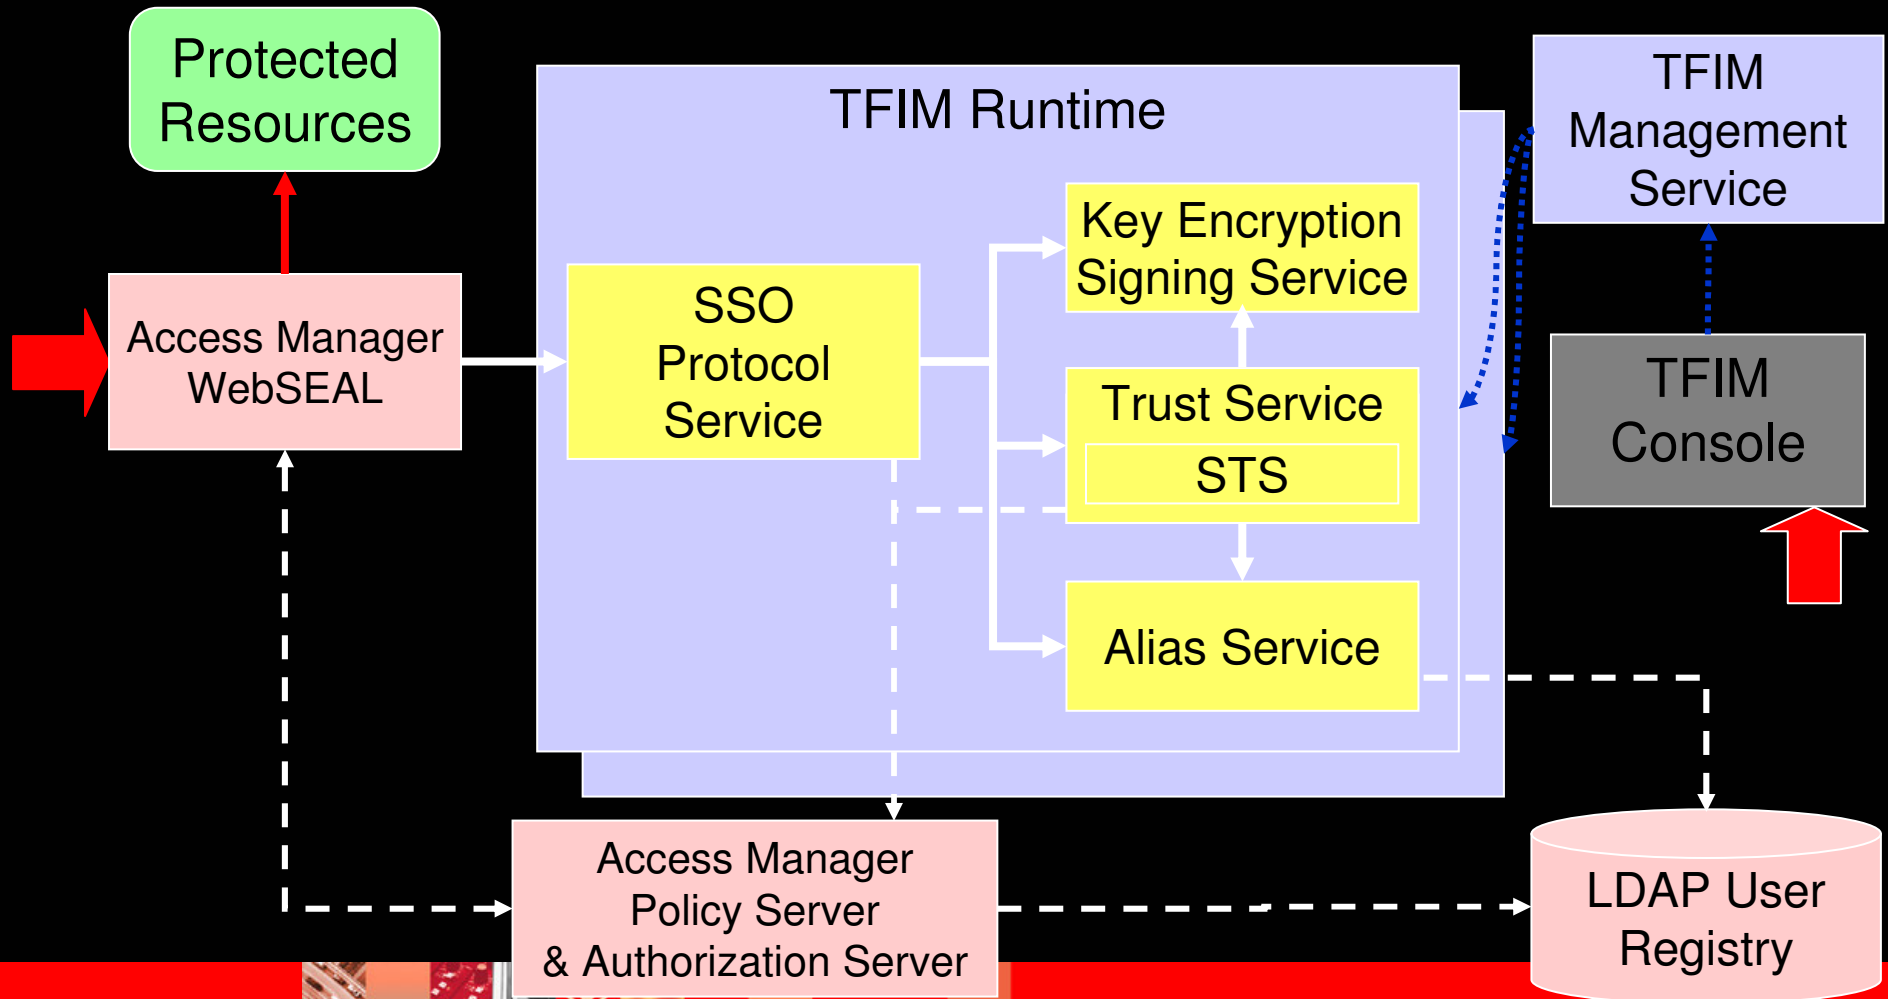 Protected
Resources
TFIM Runtime
TFIM
Management
Service
Key Encryption
Signing Service
SSO
Protocol
Service
Access Manager
WebSEAL
Trust Service
STS
TFIM
Console
Alias Service
Access Manager
Policy Server
& Authorization Server
LDAP User
Registry